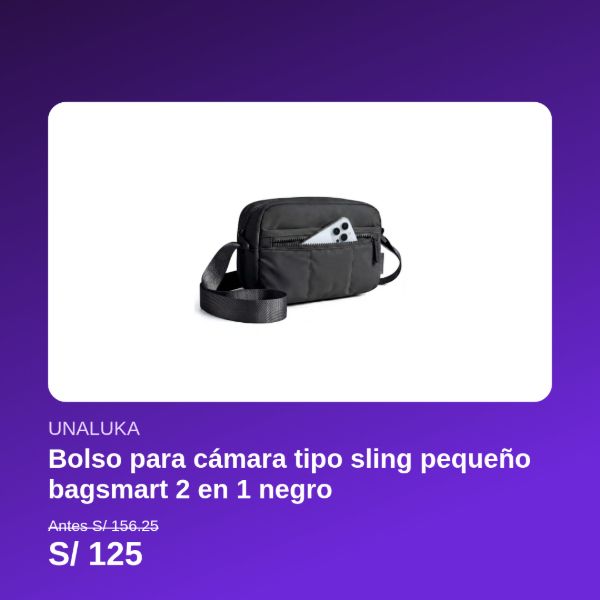 UNALUKA
Bolso para cámara tipo sling pequeño
bagsmart 2 en 1 negro
Antes S/ 156.25
S/ 125